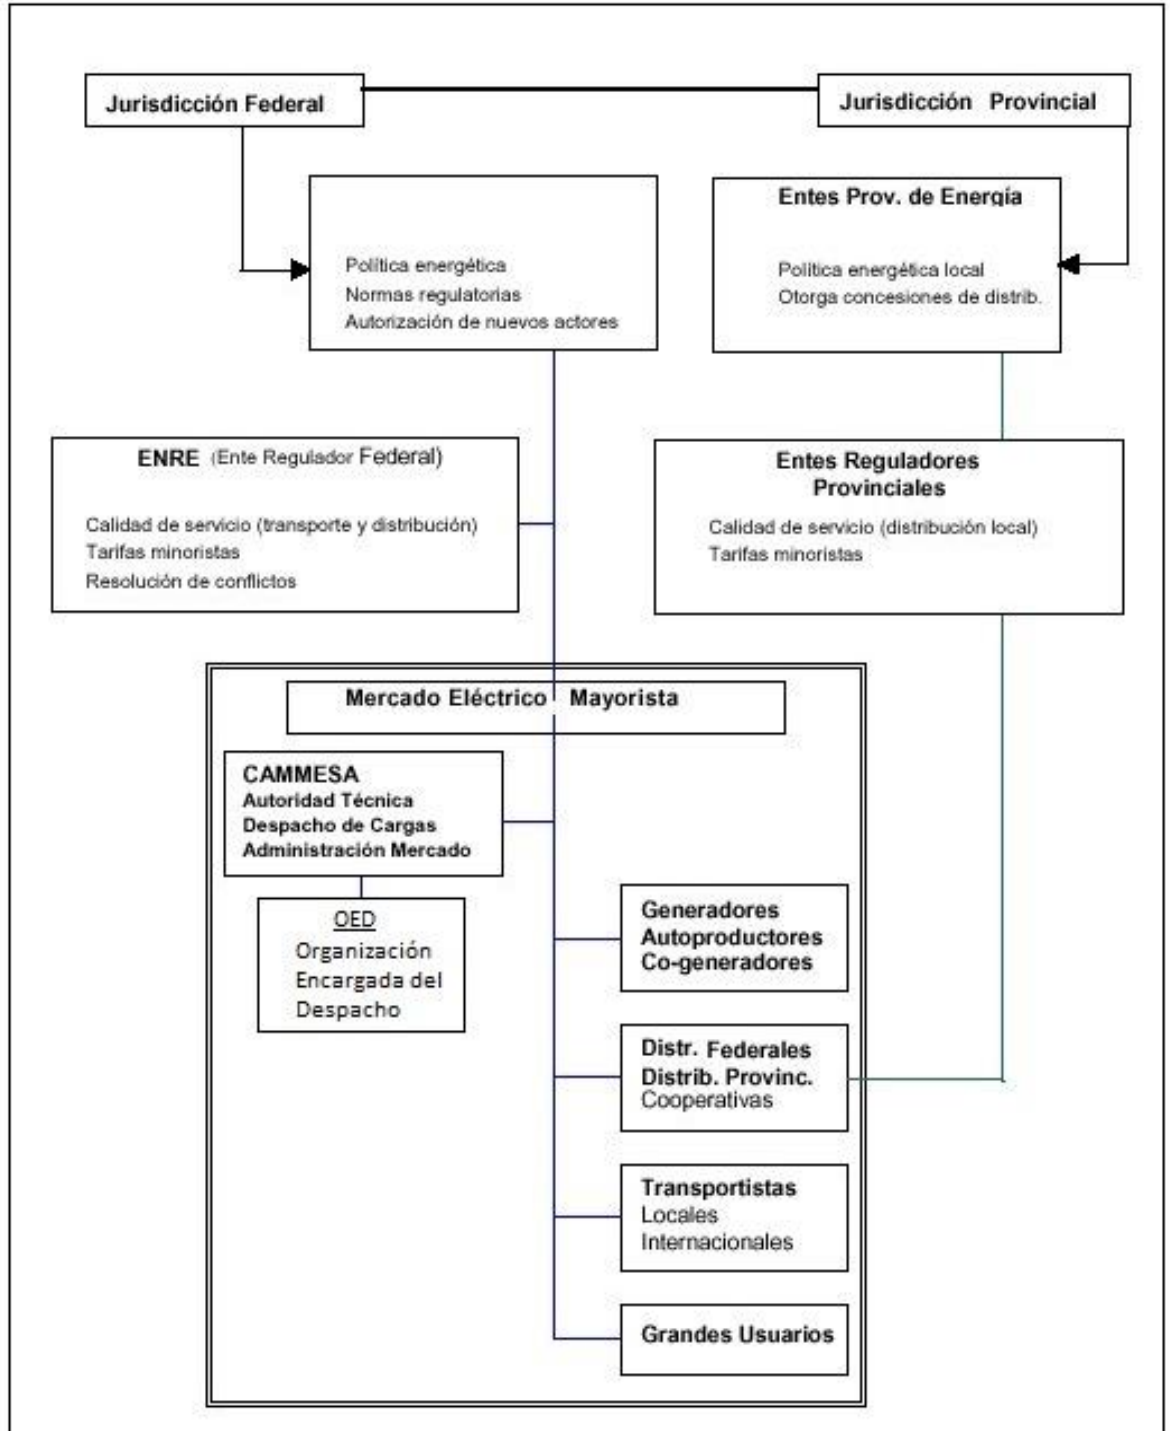 Jurisdicción Federal
Jurisdicción Provincial
Política energética
Normas regulatorias
Autorización de nuevos actores
Entes Prov. de Energía
Política energética local
Otorga concesiones de distrib.
ENRE (Ente Regulador Federal)
Calidad de servicio (transporte y distribución)
Tarifas minoristas
Resolución de conflictos
Entes Reguladores
Provinciales
Calidad de servicio (distribución local)
Tarifas minoristas
Mercado Eléctrico Mayorista
CAMMESA
Autoridad Técnica
Despacho de Cargas
Administración Mercado
OED
Organización
Encargada del
Despacho
Generadores
Autoproductores
Co-generadores
Distr. Federales
Distrib. Provinc.
Cooperativas
Transportistas
Locales
Internacionales
Grandes Usuarios